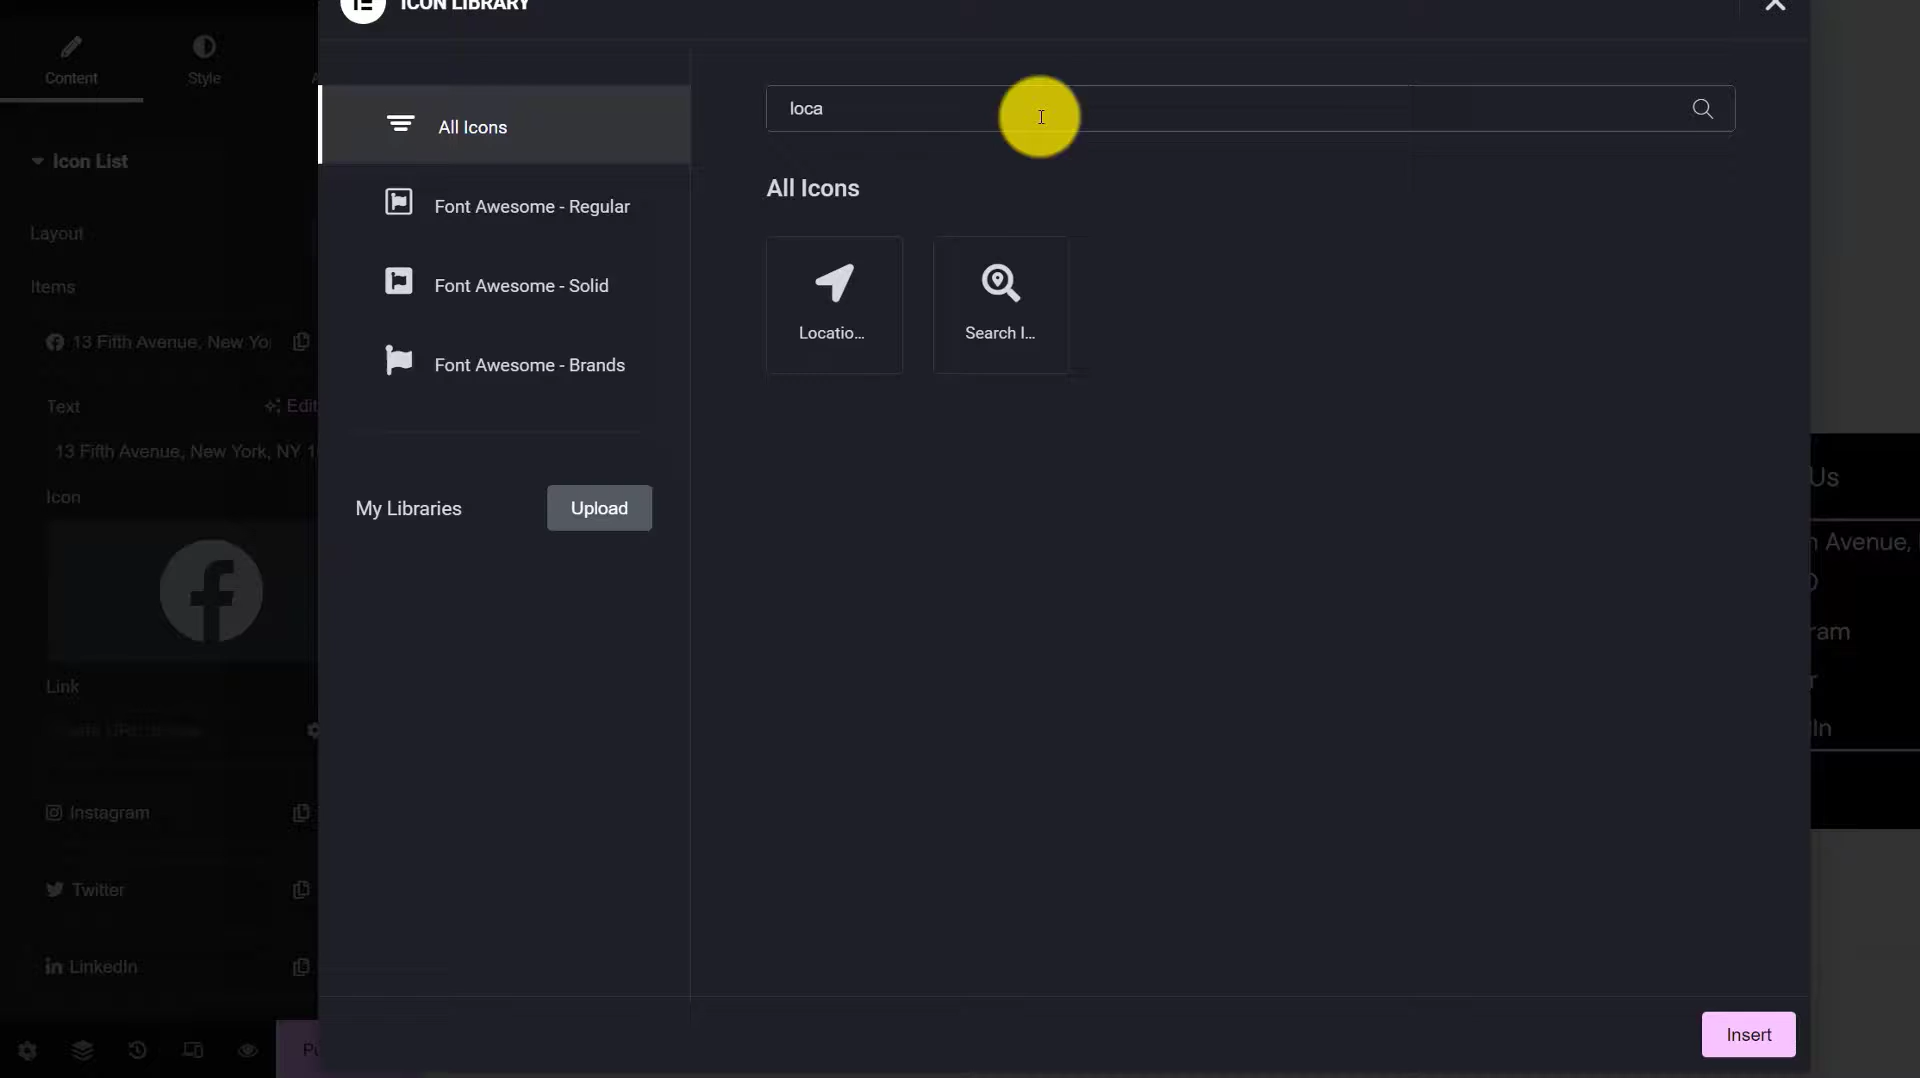 ICON LIBRARY
Content
Style
Icon List
Layout
Items
13 Fifth Avenue, New Yo
Text
Edit
13 Fifth Avenue, New York, NY 1
Icon
Link
Instagram
Twitter
LinkedIn
All Icons
Font Awesome - Regular
Font Awesome - Solid
Font Awesome - Brands
My Libraries
Upload
loca
All Icons
Locatio...
Search l...
Insert
Us
Avenue,
ram
r
In